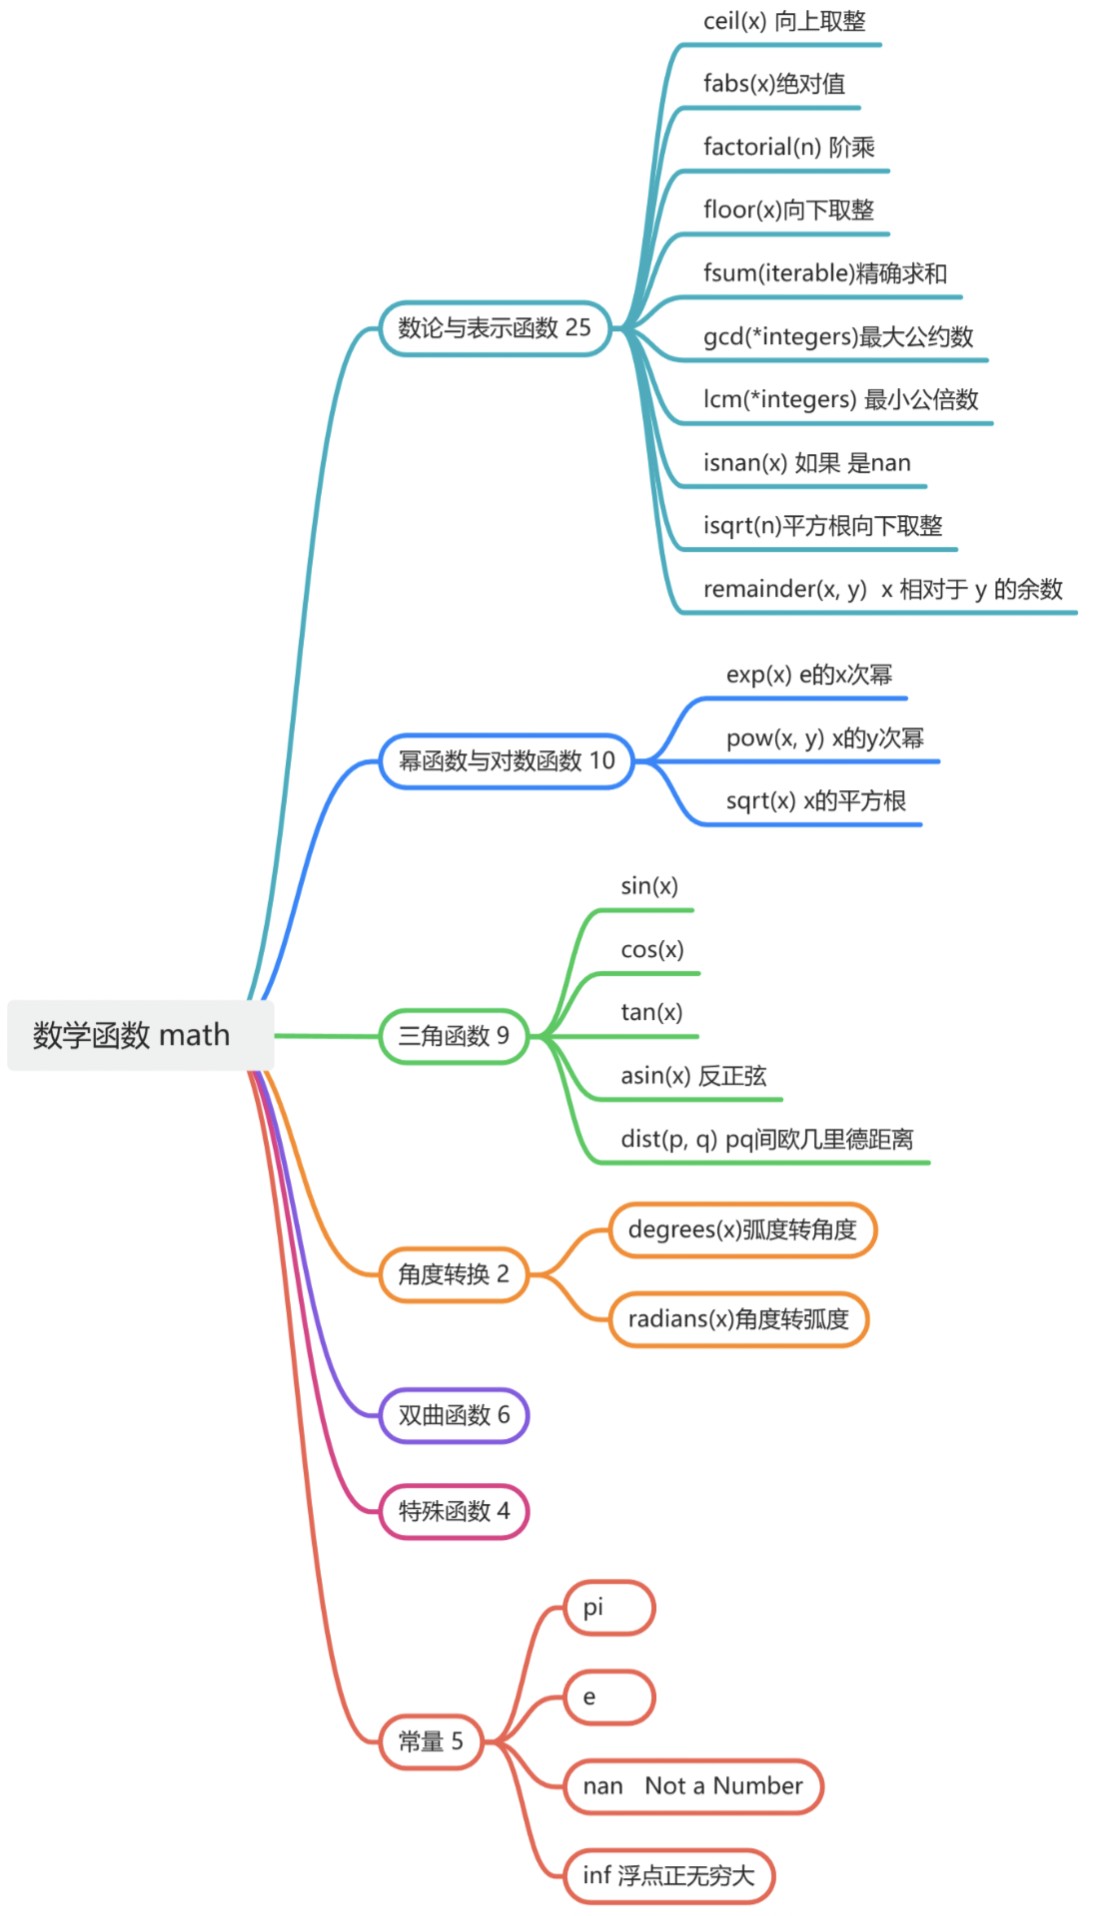 数学函数 math
数论与表示函数 25
ceil(x) 向上取整
fabs(x)绝对值
factorial(n) 阶乘
floor(x)向下取整
fsum(iterable)精确求和
gcd(*integers)最大公约数
lcm(*integers) 最小公倍数
isnan(x) 如果 是nan
isqrt(n)平方根向下取整
remainder(x, y)  x 相对于 y 的余数
幂函数与对数函数 10
exp(x) e的x次幂
pow(x, y) x的y次幂
sqrt(x) x的平方根
三角函数 9
sin(x)
cos(x)
tan(x)
asin(x) 反正弦
dist(p, q) pq间欧几里德距离
角度转换 2
degrees(x)弧度转角度
radians(x)角度转弧度
双曲函数 6
特殊函数 4
常量 5
pi
e
nan   Not a Number
inf 浮点正无穷大